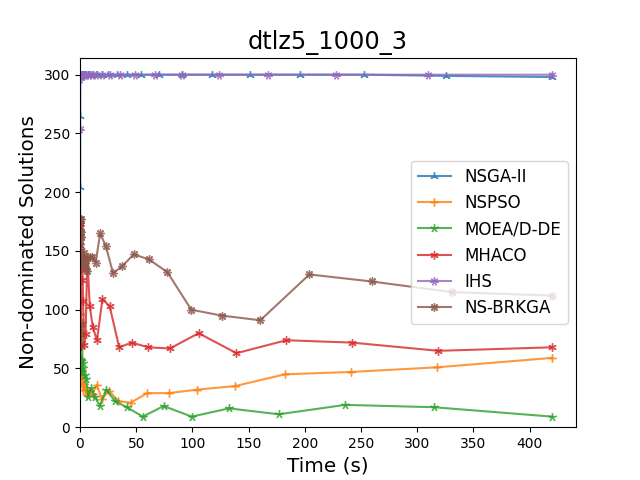 dtlz5_1000_3
Non-dominated Solutions
300
250
200
150
100
50
0
NSGA-II
NSPSO
MOEA/D-DE
MHACO
IHS
NS-BRKGA
0 50 100 150 200 250 300 350 400
Time (s)